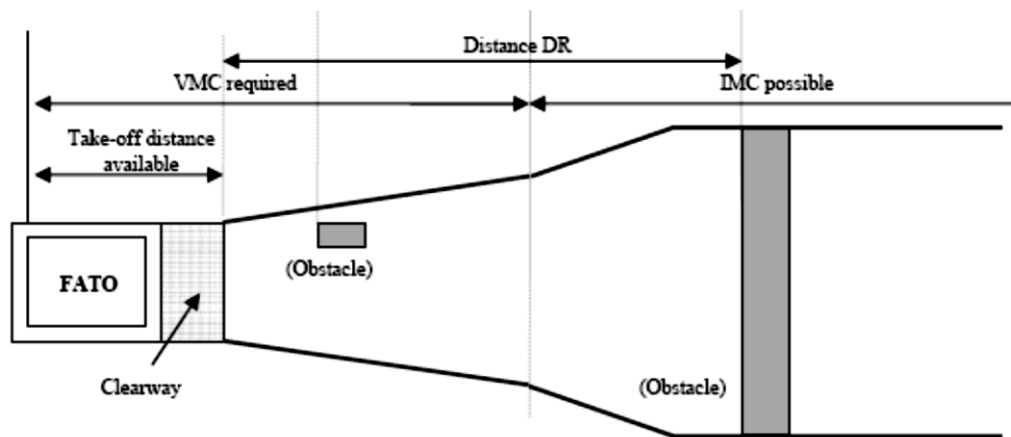 Distance DR
VMC required
IMC possible
Take-off distance
available
(Obstacle)
FATO
Clearway
(Obstacle)